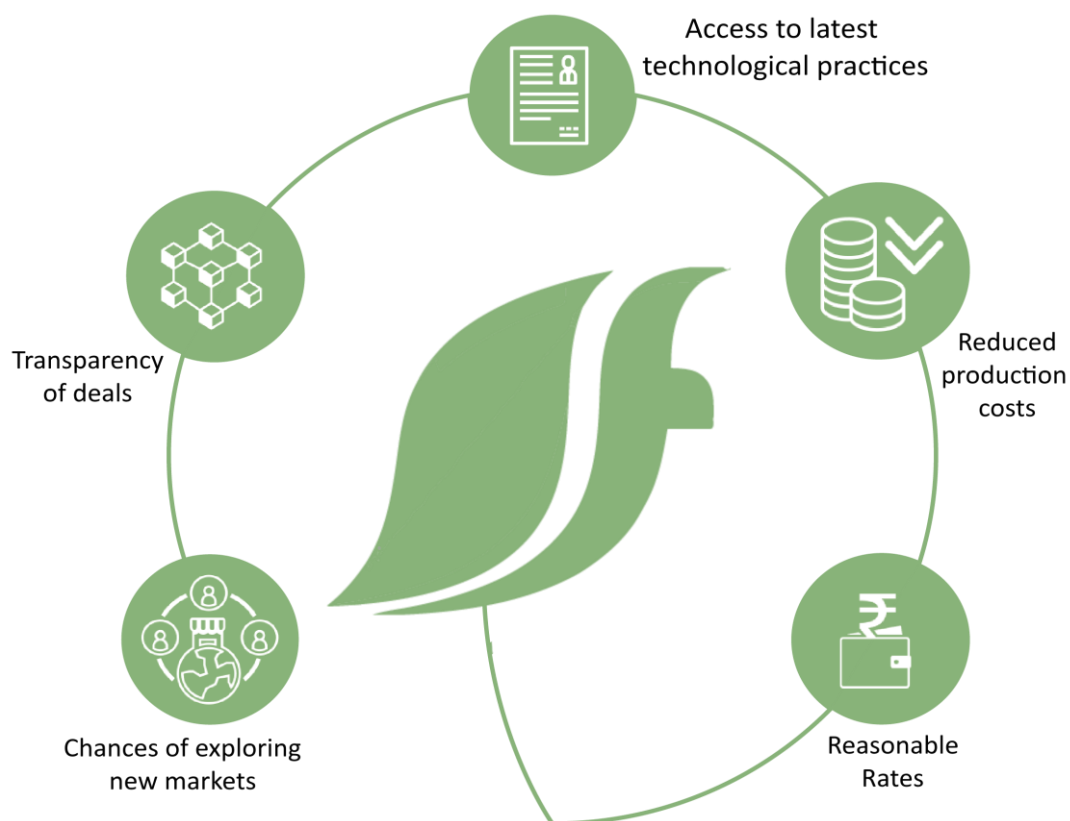 Access to latest
technological practices
Transparency
of deals
Reduced
production
costs
Chances of exploring
new markets
₹
Reasonable
Rates